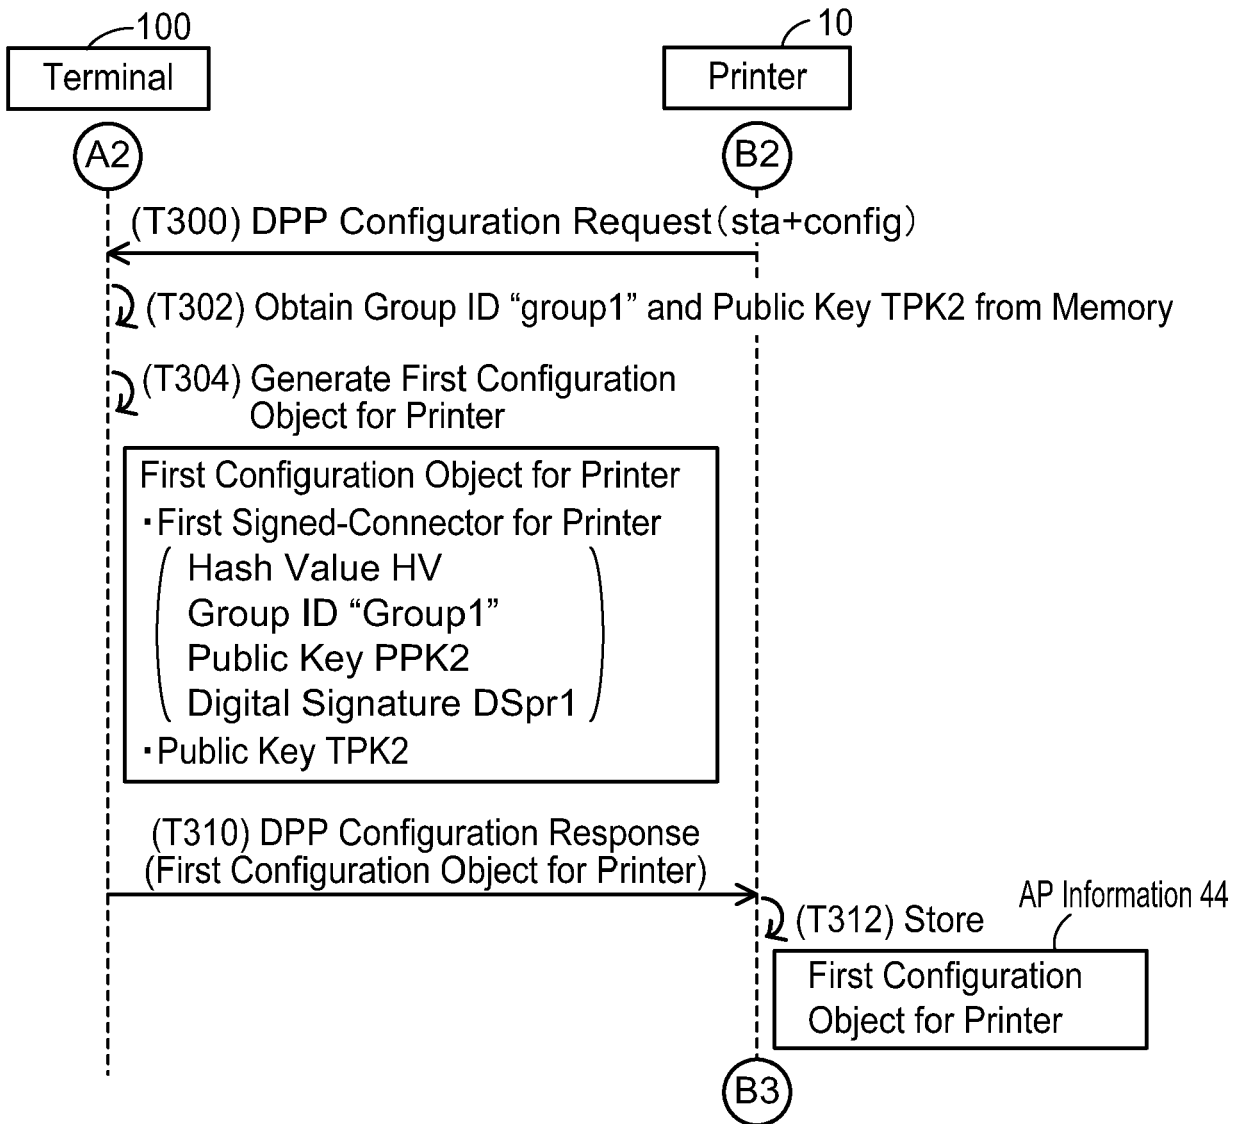 100
10
Terminal
Printer
A2
B2
(T300) DPP Configuration Request(sta+config)
(T302) Obtain Group ID “group1” and Public Key TPK2 from Memory
(T304) Generate First Configuration
Object for Printer
First Configuration Object for Printer
・First Signed-Connector for Printer
Hash Value HV
Group ID “Group1”
Public Key PPK2
Digital Signature DSpr1
・Public Key TPK2
(T310) DPP Configuration Response
(First Configuration Object for Printer)
AP Information 44
(T312) Store
First Configuration
Object for Printer
B3